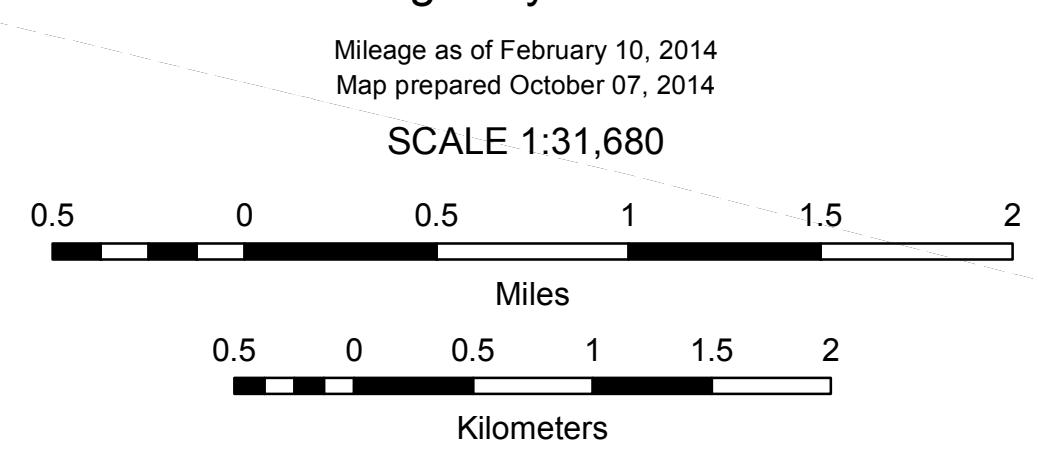 Mileage as of February 10, 2014
Map prepared October 07, 2014
SCALE 1:31,680
0.5 0 0.5 1 1.5 2
Miles
0.5 0 0.5 1 1.5 2
Kilometers